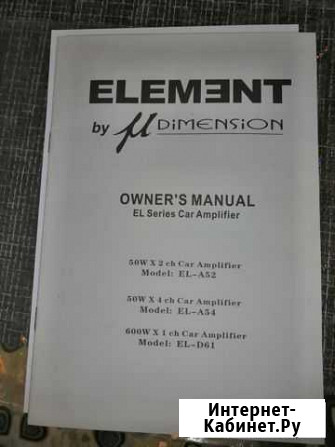 ELEMƎNT
by µ DiMENSiON
OWNER'S MANUAL
EL Series Car Amplifier
50W X 2 ch Car Amplifier
Model: EL-A52
50W X 4 ch Car Amplifier
Model: EL-A54
600W X 1 ch Car Amplifier
Model: EL-D61
Интернет-
Кабинет.Ру